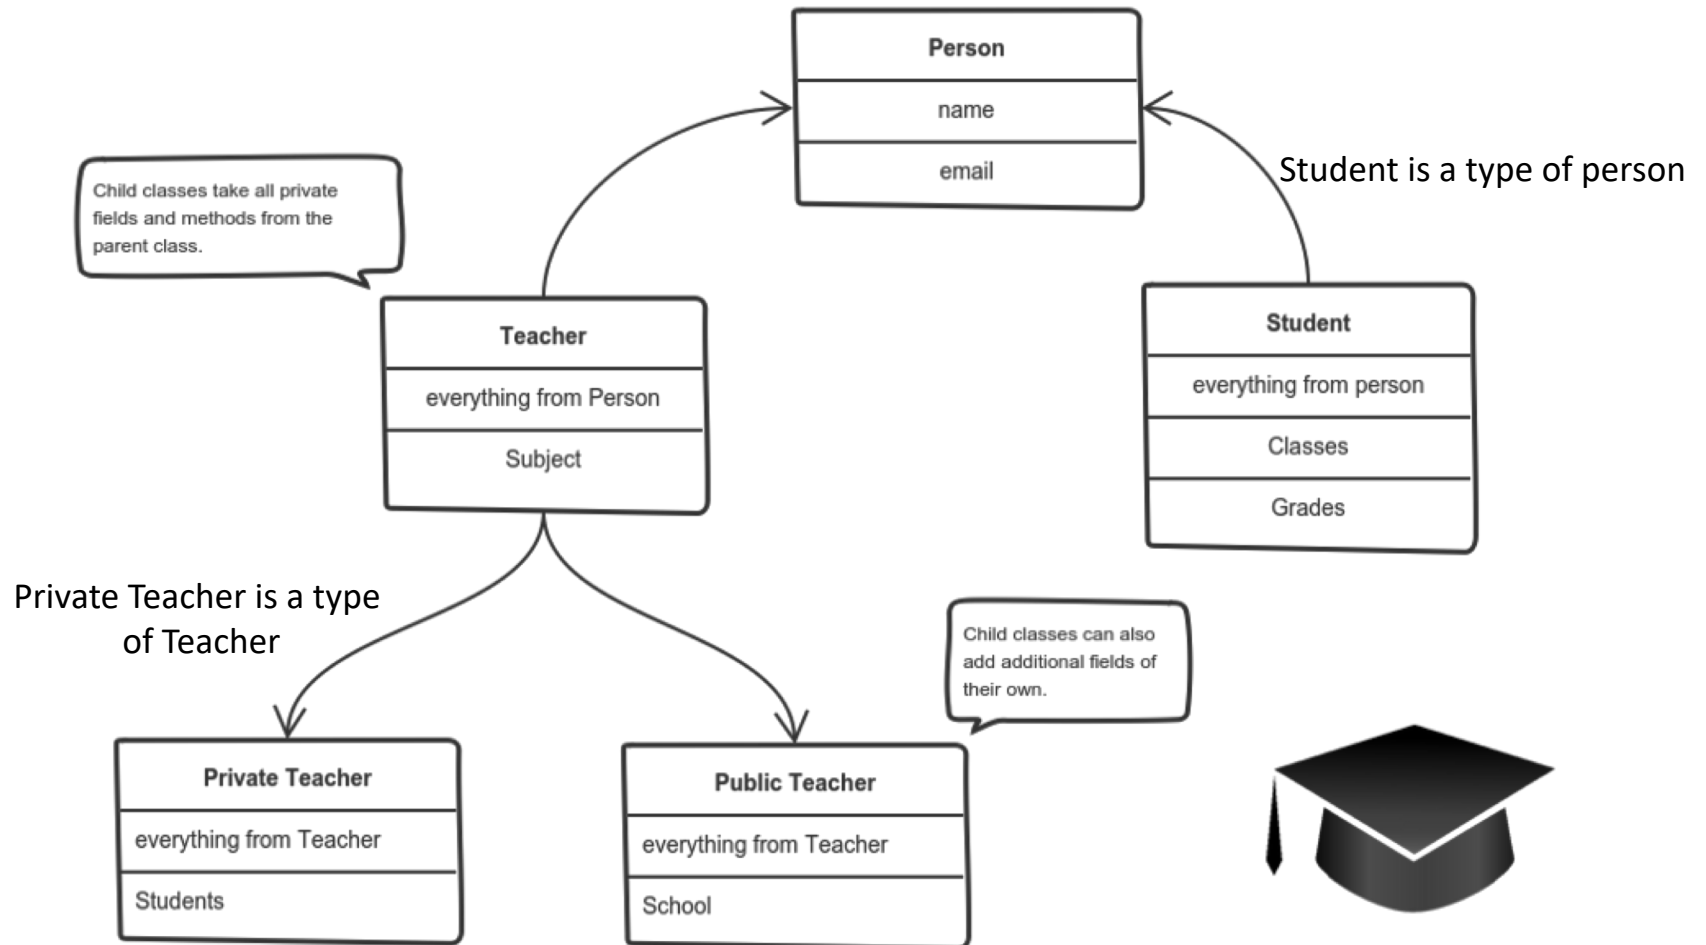 Person
name
email
Student is a type of person
Child classes take all private
fields and methods from the
parent class.
Teacher
everything from Person
Subject
Student
everything from person
Classes
Grades
Private Teacher is a type
of Teacher
Child classes can also
add additional fields of
their own.
Private Teacher
everything from Teacher
Students
Public Teacher
everything from Teacher
School